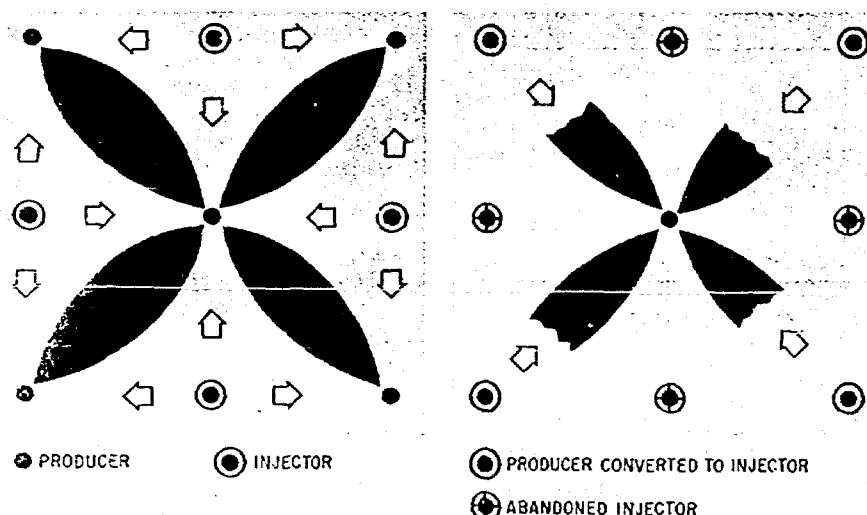 PRODUCER
INJECTOR
PRODUCER CONVERTED TO INJECTOR
ABANDONED INJECTOR